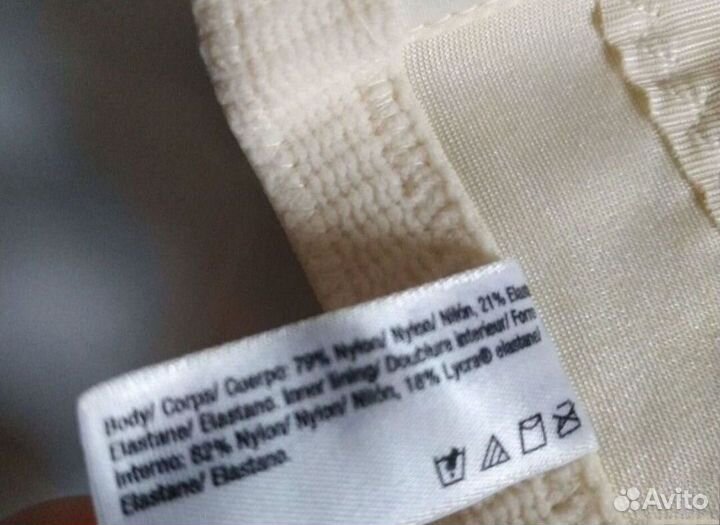 Body/ Corps/ Cuerpo: 79% Nylon/ Nylon/ Nilón, 21% Elas
Elastane/ Elastano. Inner lining/ Doublure interieur/ Forro
Interno: 82% Nylon/ Nylon/ Nilón, 18% Lycra® elastane/
Elastane/ Elastano.
Avito